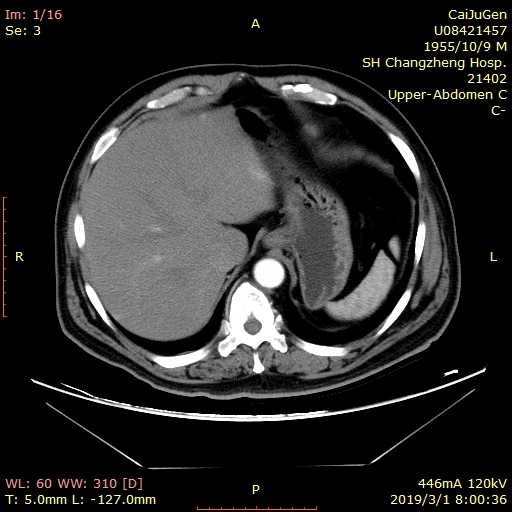 Im: 1/16
Se: 3
A
CaiJuGen
U08421457
1955/10/9 M
SH Changzheng Hosp.
21402
Upper-Abdomen C
C-
R
L
WL: 60 WW: 310 [D]
T: 5.0mm L: -127.0mm
P
446mA 120kV
2019/3/1 8:00:36